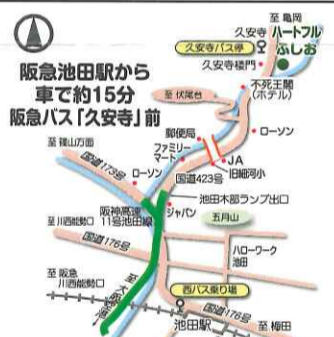 至 亀岡
久安寺
ハートフル
ふしお
久安寺バス停
久安寺楼門
阪急池田駅から
車で約15分
阪急バス「久安寺」前
不死王閣
(ホテル)
至 伏尾台
郵便局
ローソン
至 篠山方面
ファミリー
マート
JA
旧細河小
国道173号
ローソン
国道423号
池田木部ランプ出口
阪神高速
11号池田線
ジャパン
五月山
至 川西能勢口
国道176号
ハローワーク
池田
至 阪急
川西能勢口
至 大阪空港
西バス乗り場
国道176号
池田駅
至 梅田